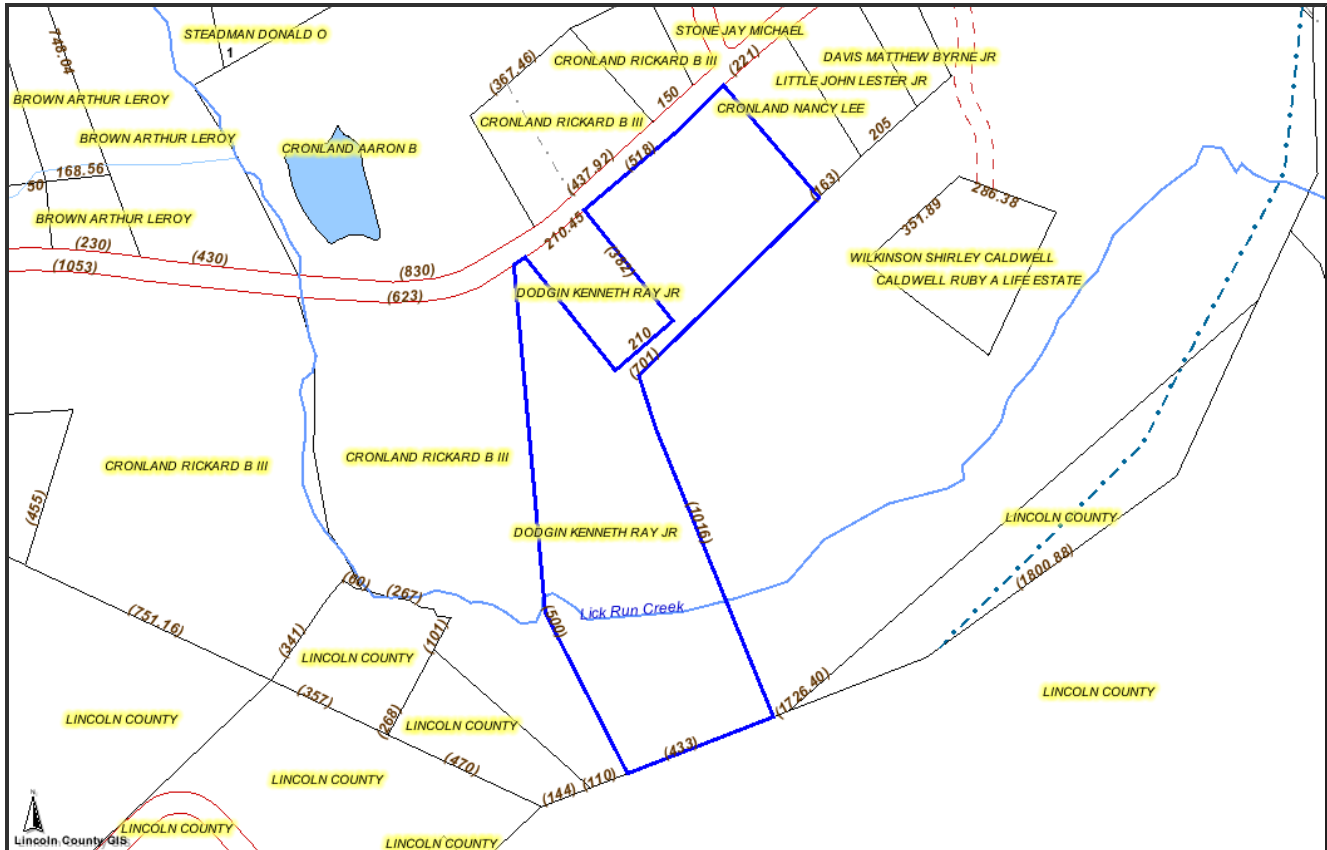 STEADMAN DONALD O
1
STONE JAY MICHAEL
748.04
CRONLAND RICKARD B III
(221)
DAVIS MATTHEW BYRNE JR
(367.46)
LITTLE JOHN LESTER JR
BROWN ARTHUR LEROY
150
CRONLAND NANCY LEE
CRONLAND RICKARD B III
205
BROWN ARTHUR LEROY
CRONLAND AARON B
(518)
168.56
50
(437.92)
(163)
286.38
BROWN ARTHUR LEROY
351.89
210.45
(230)
(430)
(382)
WILKINSON SHIRLEY CALDWELL
(1053)
(830)
CALDWELL RUBY A LIFE ESTATE
(623)
DODGIN KENNETH RAY JR
210
(701)
CRONLAND RICKARD B III
CRONLAND RICKARD B III
(455)
(1016)
LINCOLN COUNTY
DODGIN KENNETH RAY JR
(1800.88)
(60)
(267)
Lick Run Creek
(751.16)
(500)
(341)
(101)
LINCOLN COUNTY
(357)
(1726.40)
LINCOLN COUNTY
LINCOLN COUNTY
(268)
LINCOLN COUNTY
(433)
(470)
LINCOLN COUNTY
(144)
(110)
N
LINCOLN COUNTY
Lincoln County GIS
LINCOLN COUNTY